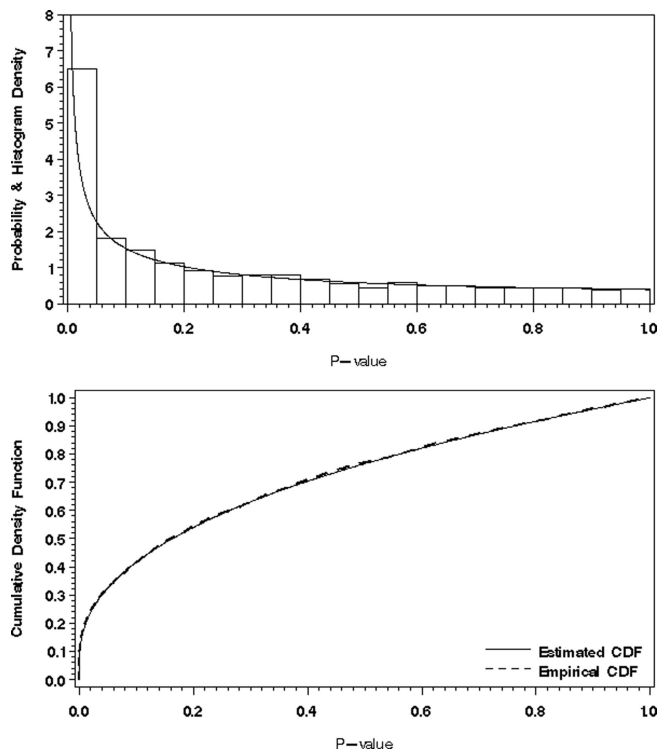 8
7
6
5
4
3
2
1
0
Probability & Histogram Density
0.0 0.2 0.4 0.6 0.8 1.0
P-value
1.0
0.9
0.8
0.7
0.6
0.5
0.4
0.3
0.2
0.1
0.0
Cumulative Density Function
Estimated CDF
Empirical CDF
0.0 0.2 0.4 0.6 0.8 1.0
P-value